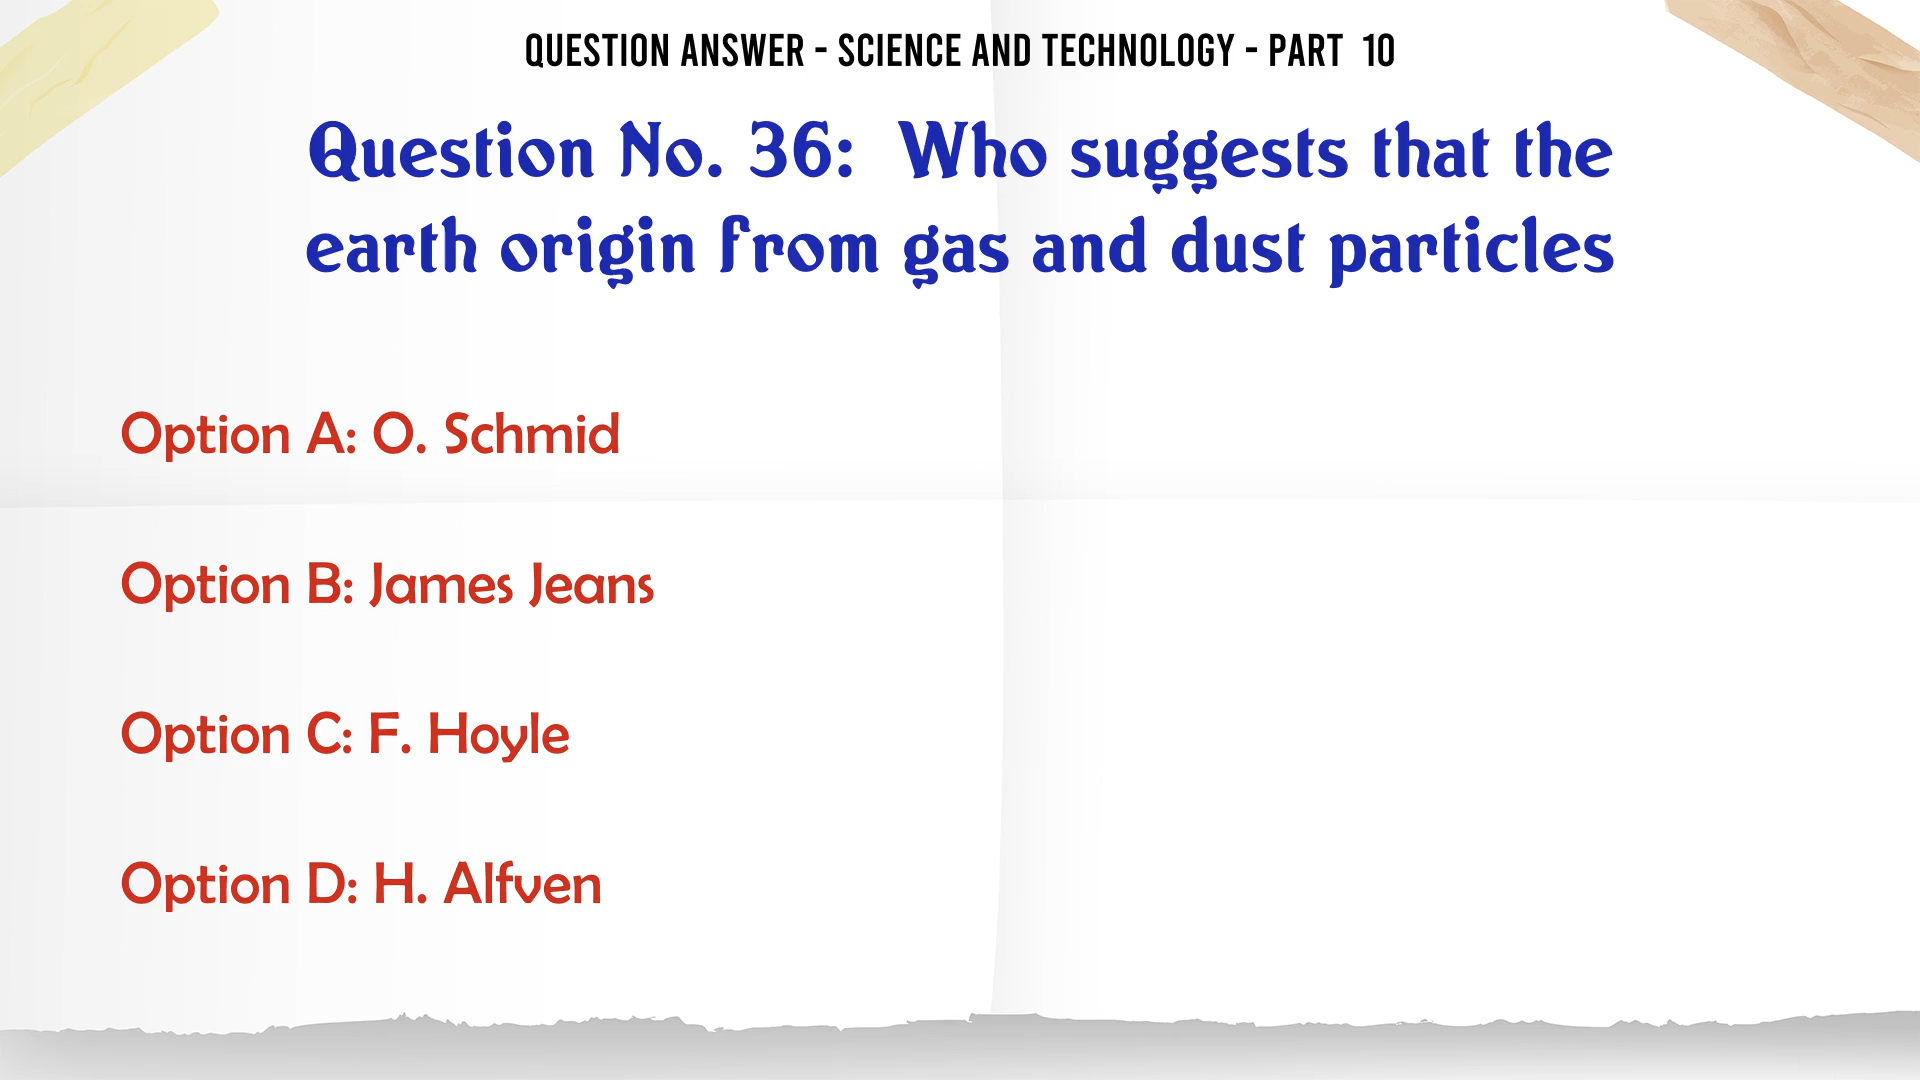 QUESTION ANSWER - SCIENCE AND TECHNOLOGY - PART 10
Question No. 36: Who suggests that the
earth origin from gas and dust particles
Option A: O. Schmid
Option B: James Jeans
Option C: F. Hoyle
Option D: H. Alfven